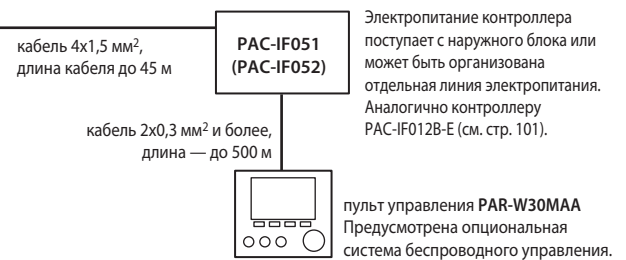 кабель 4x1,5 мм²,
длина кабеля до 45 м
PAC-IF051
(PAC-IF052)
Электропитание контроллера
поступает с наружного блока или
может быть организована
отдельная линия электропитания.
Аналогично контроллеру
PAC-IF012B-E (см. стр. 101).
кабель 2x0,3 мм² и более,
длина — до 500 м
пульт управления PAR-W30MAA
Предусмотрена опциональная
система беспроводного управления.